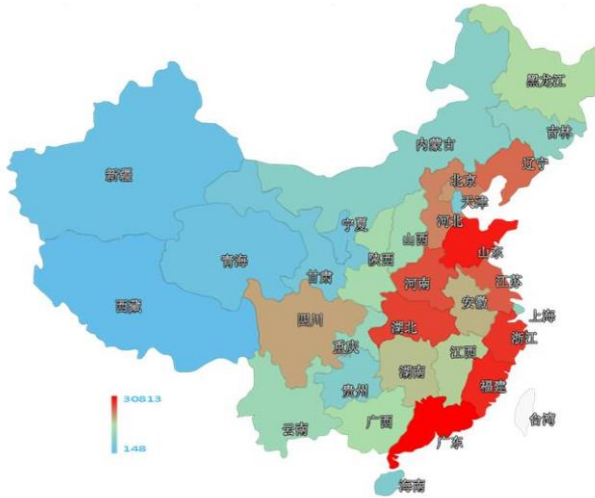 黑龙江
吉林
内蒙古
辽宁
新疆
北京
天津
宁夏
河北
山西
山东
青海
陕西
甘肃
河南
江苏
西藏
安徽
四川
湖北
上海
浙江
重庆
江西
湖南
贵州
福建
30813
广西
台湾
云南
广东
148
海南